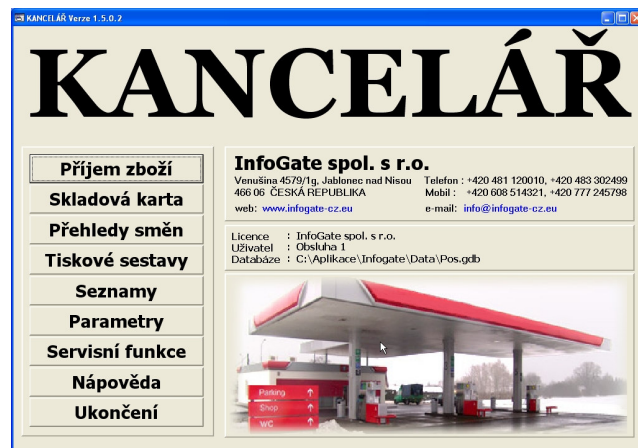 KANCELÁŘ Verze 1.5.0.2
KANCELÁŘ
Příjem zboží
Skladová karta
Přehledy směn
Tiskové sestavy
Seznamy
Parametry
Servisní funkce
Nápověda
Ukončení
InfoGate spol. s r.o.
Venušina 4579/1g, Jablonec nad Nisou Telefon : +420 481 120010, +420 483 302499
466 06 ČESKÁ REPUBLIKA Mobil : +420 608 514321, +420 777 245798
web: www.infogate-cz.eu e-mail: info@infogate-cz.eu
Licence : InfoGate spol. s r.o.
Uživatel : Obsluha 1
Databáze : C:\Aplikace\Infogate\Data\Pos.gdb
Parking
Shop
WC